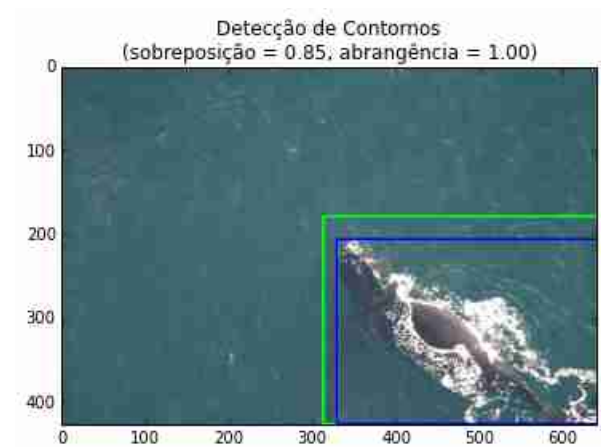 Detecção de Contornos
(sobreposição = 0.85, abrangência = 1.00)
0
100
200
300
400
0 100 200 300 400 500 600